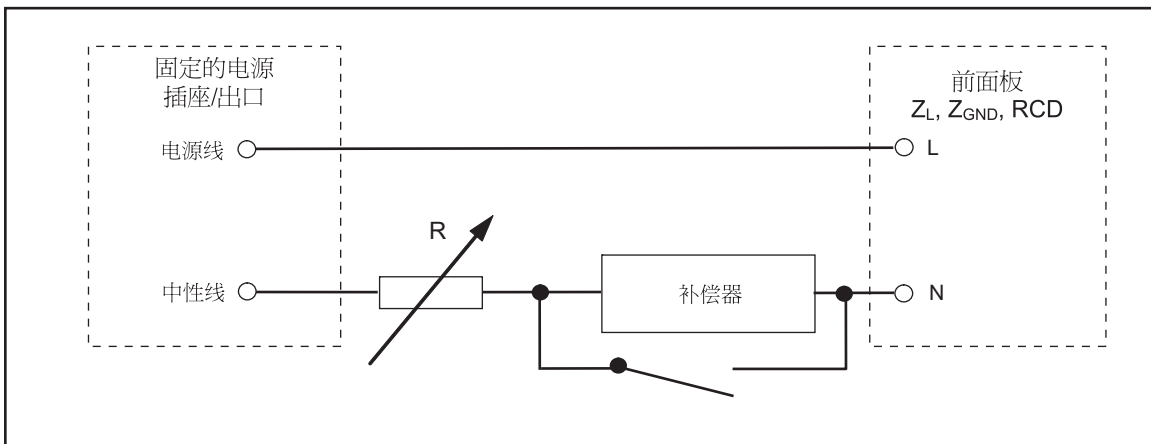 固定的电源
插座/出口
前面板
ZL, ZGND, RCD
电源线
L
R
中性线
补偿器
N